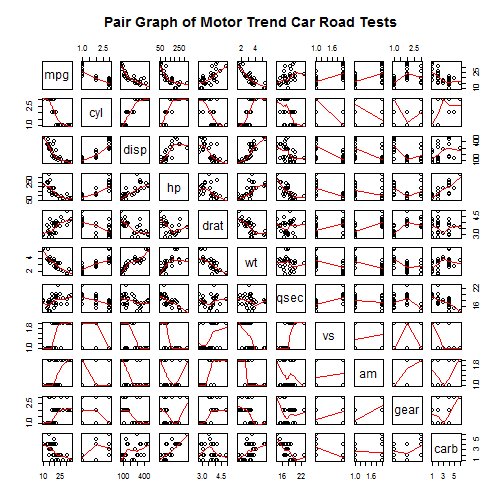 Pair Graph of Motor Trend Car Road Tests
1.0 2.5 50 250 2 4 1.0 1.6 1.0 2.5
mpg 10 25
1.0 2.5 cyl
disp 100 400
50 250 hp
drat 3.0 4.5
2 4 wt
qsec 16 22
1.0 1.8 vs
am 1.0 1.8
1.0 2.5 gear
carb 1 3 5
10 25 100 400 3.0 4.5 16 22 1.0 1.6 1 3 5